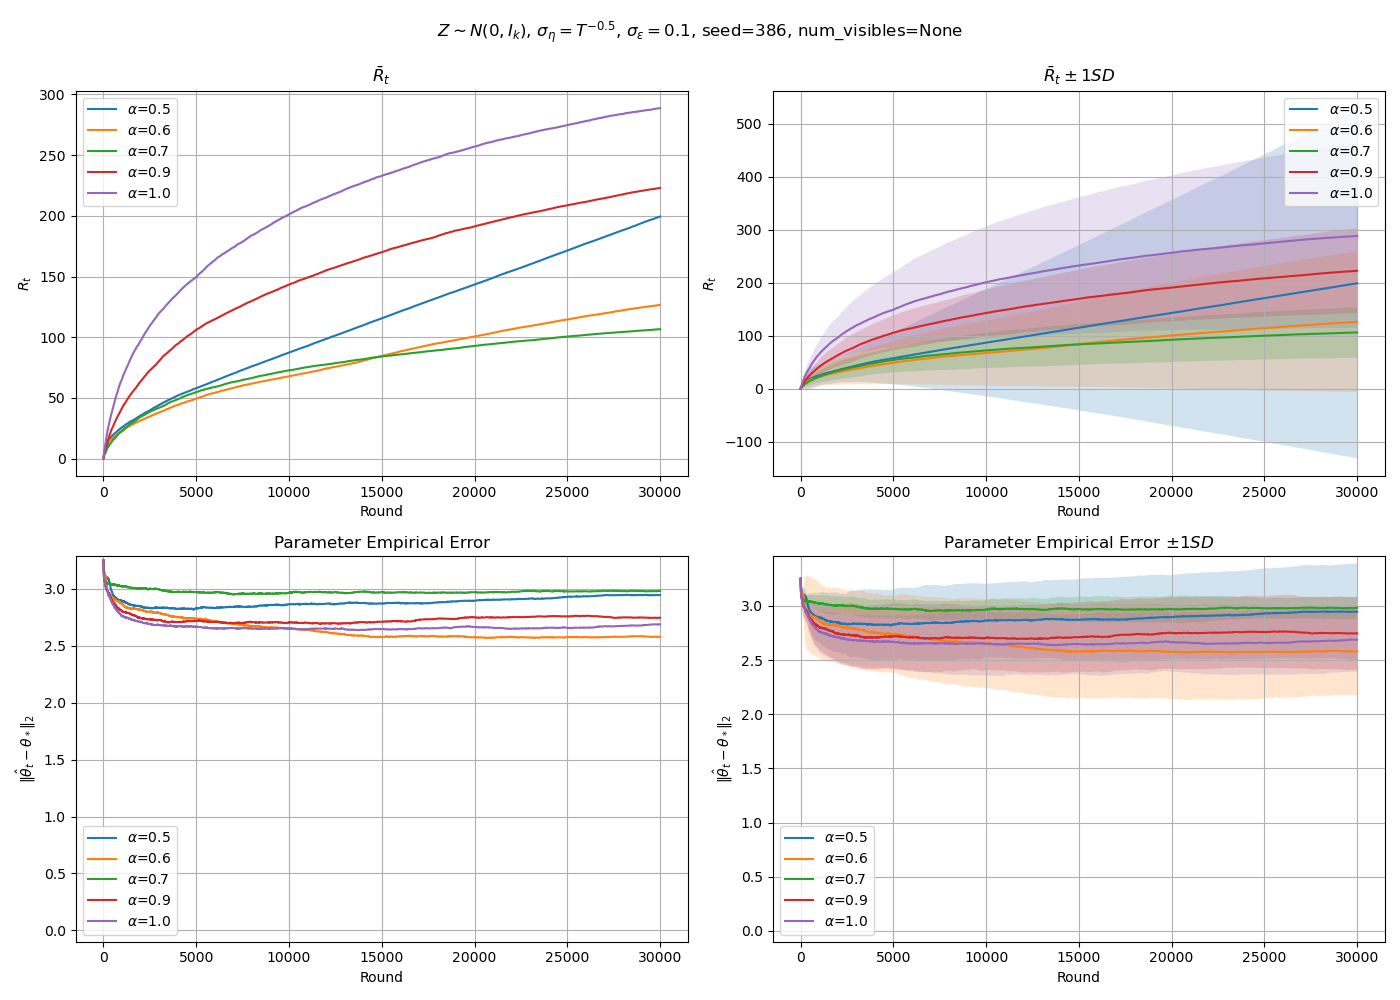 Z ∼ N(0, I_k), σ_η = T^{−0.5}, σ_ε = 0.1, seed=386, num_visibles=None
R̄_t
R_t
300
250
200
150
100
50
0
α=0.5
α=0.6
α=0.7
α=0.9
α=1.0
0 5000 10000 15000 20000 25000 30000
Round
R̄_t ± 1SD
R_t
500
400
300
200
100
0
−100
α=0.5
α=0.6
α=0.7
α=0.9
α=1.0
0 5000 10000 15000 20000 25000 30000
Round
Parameter Empirical Error
‖θ̂_t − θ_*‖_2
3.0
2.5
2.0
1.5
1.0
0.5
0.0
α=0.5
α=0.6
α=0.7
α=0.9
α=1.0
0 5000 10000 15000 20000 25000 30000
Round
Parameter Empirical Error ±1SD
‖θ̂_t − θ_*‖_2
3.0
2.5
2.0
1.5
1.0
0.5
0.0
α=0.5
α=0.6
α=0.7
α=0.9
α=1.0
0 5000 10000 15000 20000 25000 30000
Round